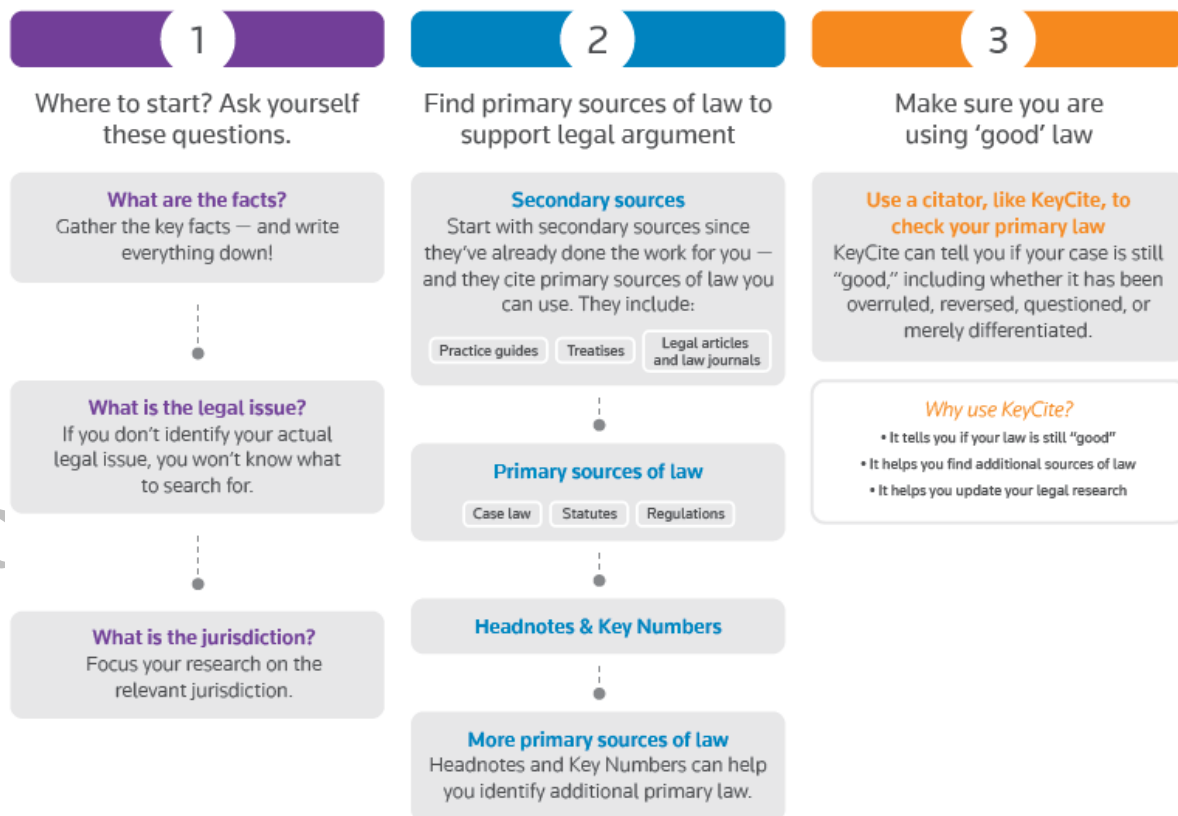 1
Where to start? Ask yourself
these questions.
What are the facts?
Gather the key facts — and write
everything down!
What is the legal issue?
If you don't identify your actual
legal issue, you won't know what
to search for.
What is the jurisdiction?
Focus your research on the
relevant jurisdiction.
2
Find primary sources of law to
support legal argument
Secondary sources
Start with secondary sources since
they've already done the work for you —
and they cite primary sources of law you
can use. They include:
Practice guides
Treatises
Legal articles
and law journals
Primary sources of law
Case law
Statutes
Regulations
Headnotes & Key Numbers
More primary sources of law
Headnotes and Key Numbers can help
you identify additional primary law.
3
Make sure you are
using ‘good’ law
Use a citator, like KeyCite, to
check your primary law
KeyCite can tell you if your case is still
“good,” including whether it has been
overruled, reversed, questioned, or
merely differentiated.
Why use KeyCite?
• It tells you if your law is still “good”
• It helps you find additional sources of law
• It helps you update your legal research